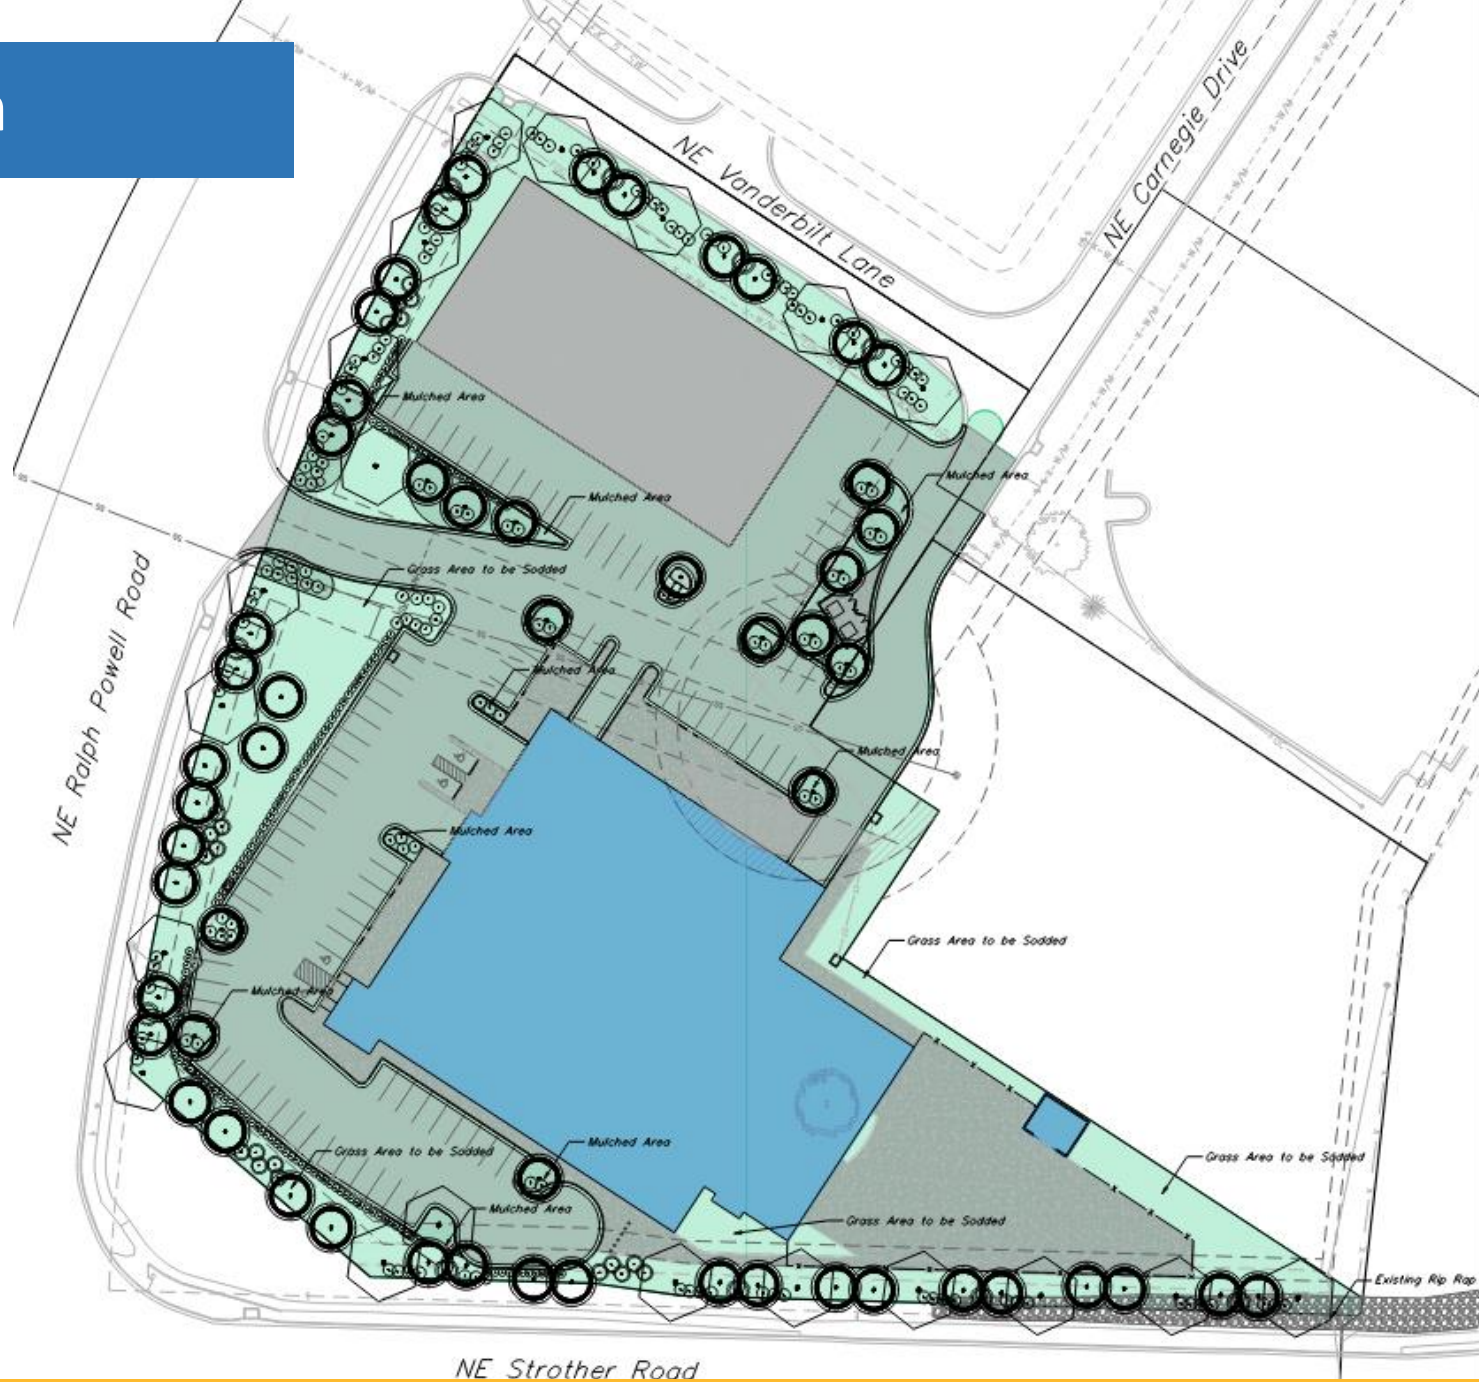 n
NE Carnegie Drive
NE Vanderbilt Lane
Mulched Area
Mulched Area
Mulched Area
NE Ralph Powell Road
Grass Area to be Sodded
Mulched Area
Mulched Area
Mulched Area
Grass Area to be Sodded
Mulched Area
Mulched Area
Grass Area to be Sodded
Grass Area to be Sodded
Mulched Area
Grass Area to be Sodded
Existing Rip Rap
NE Strother Road